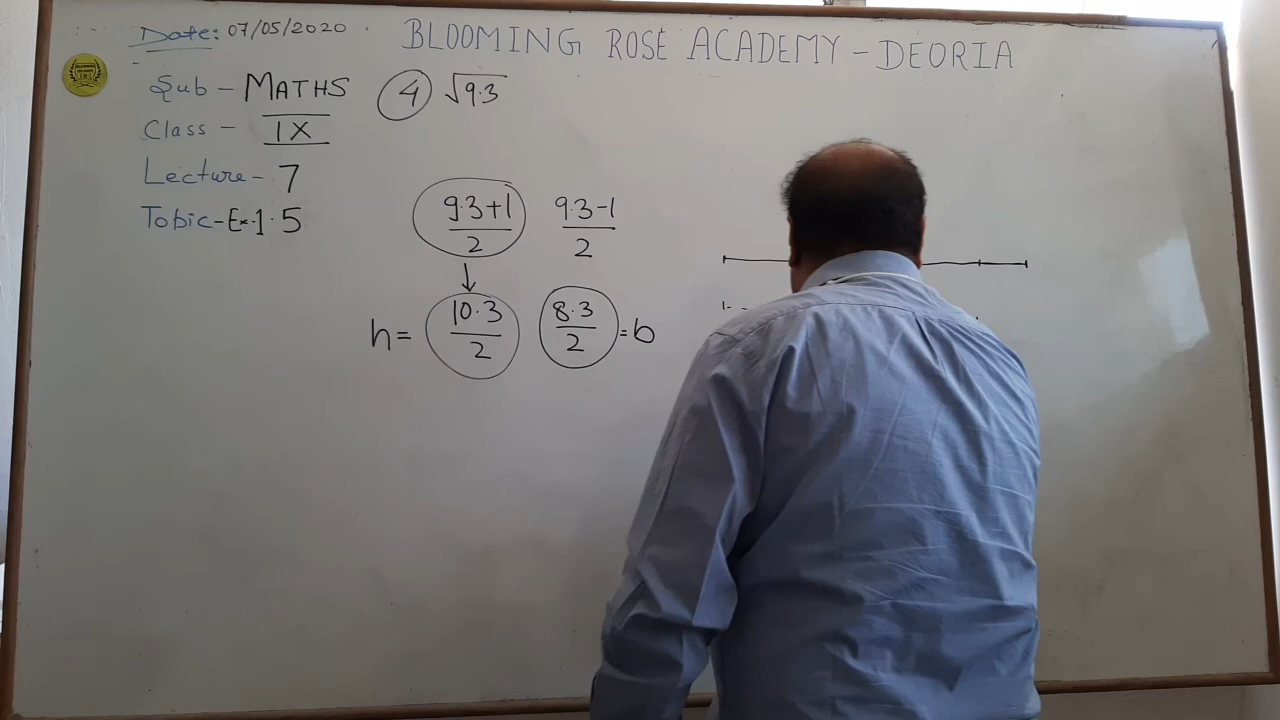 Date: 07/05/2020
BLOOMING ROSE ACADEMY - DEORIA
Sub - MATHS
④ √9.3
Class - IX
Lecture - 7
Tobic - Ex-1.5
9.3+1/2 9.3-1/2
h = 10.3/2 8.3/2 = b